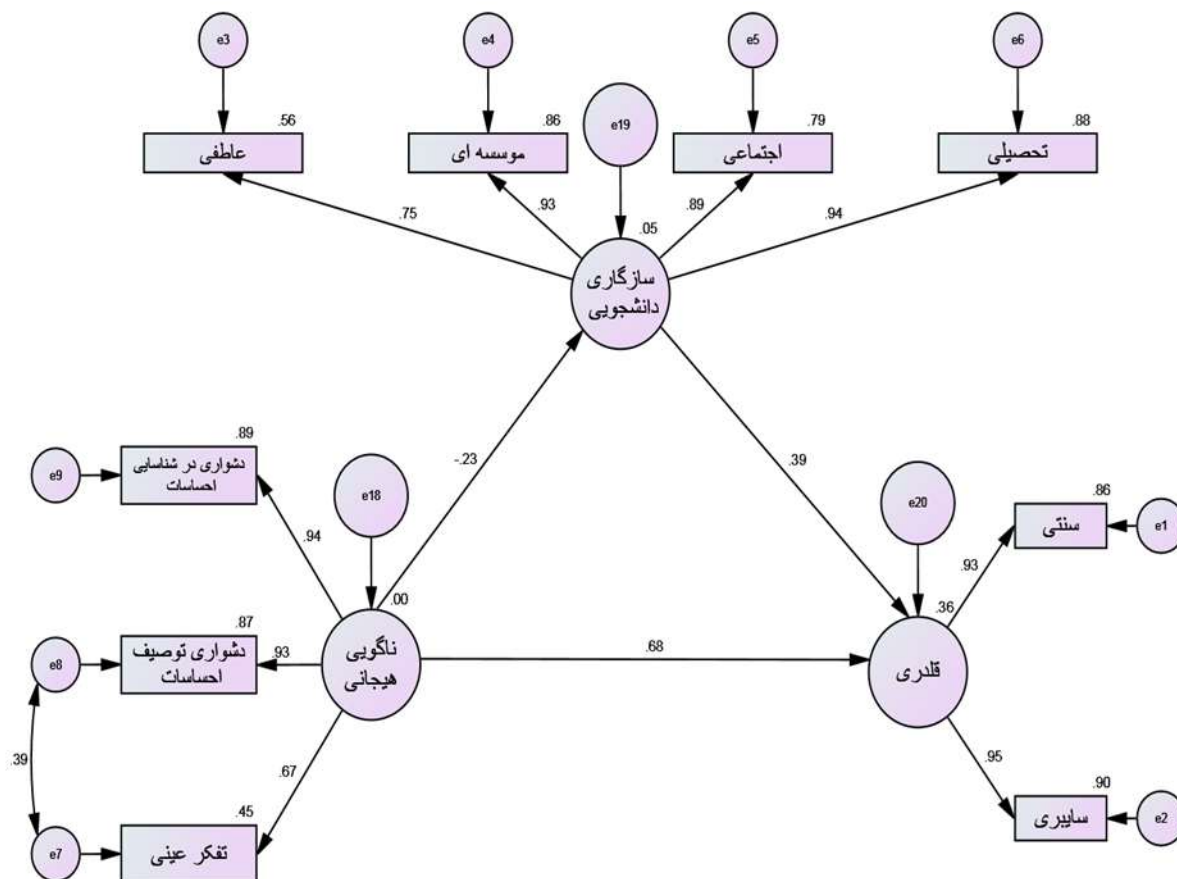 e3
e4
e5
e6
e19
.56
.86
.79
.88
عاطفی
موسسه ای
اجتماعی
تحصیلی
.75
.93
.89
.94
.05
سازگاری
دانشجویی
-.23
.39
e9
.89
دشواری در شناسایی
احساسات
.94
e18
.00
e20
.36
.86
سنتی
e1
.93
e8
.87
دشواری توصیف
احساسات
.93
ناگویی
هیجانی
.68
قلدری
.39
.67
.95
.45
e7
تفکر عینی
.90
سایبری
e2